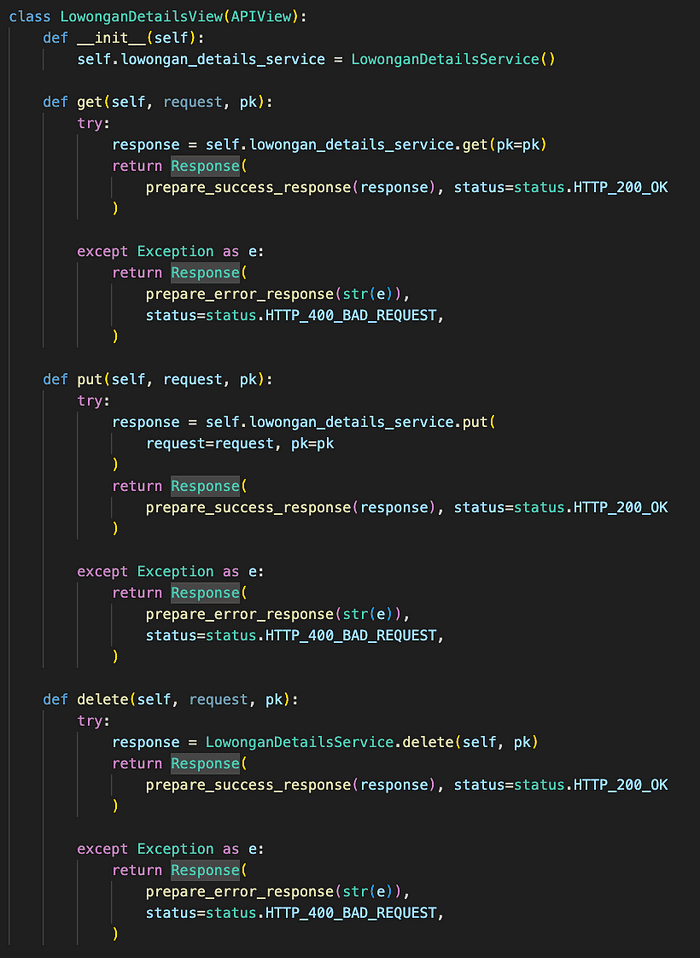 class LowonganDetailsView(APIView):
    def __init__(self):
        self.lowongan_details_service = LowonganDetailsService()

    def get(self, request, pk):
        try:
            response = self.lowongan_details_service.get(pk=pk)
            return Response(
                prepare_success_response(response), status=status.HTTP_200_OK
            )

        except Exception as e:
            return Response(
                prepare_error_response(str(e)),
                status=status.HTTP_400_BAD_REQUEST,
            )

    def put(self, request, pk):
        try:
            response = self.lowongan_details_service.put(
                request=request, pk=pk
            )
            return Response(
                prepare_success_response(response), status=status.HTTP_200_OK
            )

        except Exception as e:
            return Response(
                prepare_error_response(str(e)),
                status=status.HTTP_400_BAD_REQUEST,
            )

    def delete(self, request, pk):
        try:
            response = LowonganDetailsService.delete(self, pk)
            return Response(
                prepare_success_response(response), status=status.HTTP_200_OK
            )

        except Exception as e:
            return Response(
                prepare_error_response(str(e)),
                status=status.HTTP_400_BAD_REQUEST,
            )